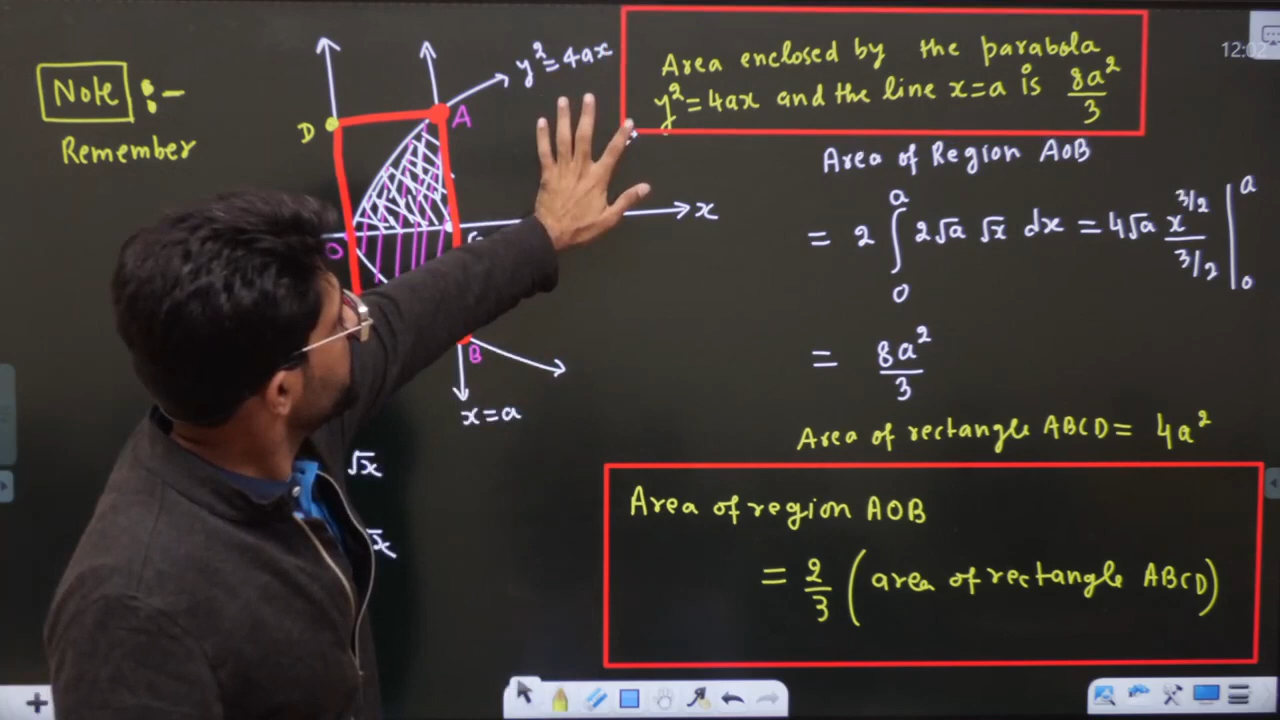 Note :-
Remember
y² = 4ax
D
A
O
x
B
x=a
√x
Area enclosed by the parabola
y² = 4ax and the line x=a is 8a²/3
Area of Region AOB
= 2 ∫₀ᵃ 2√a √x dx = 4√a x^(3/2)/(3/2) |₀ᵃ
= 8a²/3
Area of rectangle ABCD = 4a²
Area of region AOB
= 2/3 (area of rectangle ABCD)
12:02